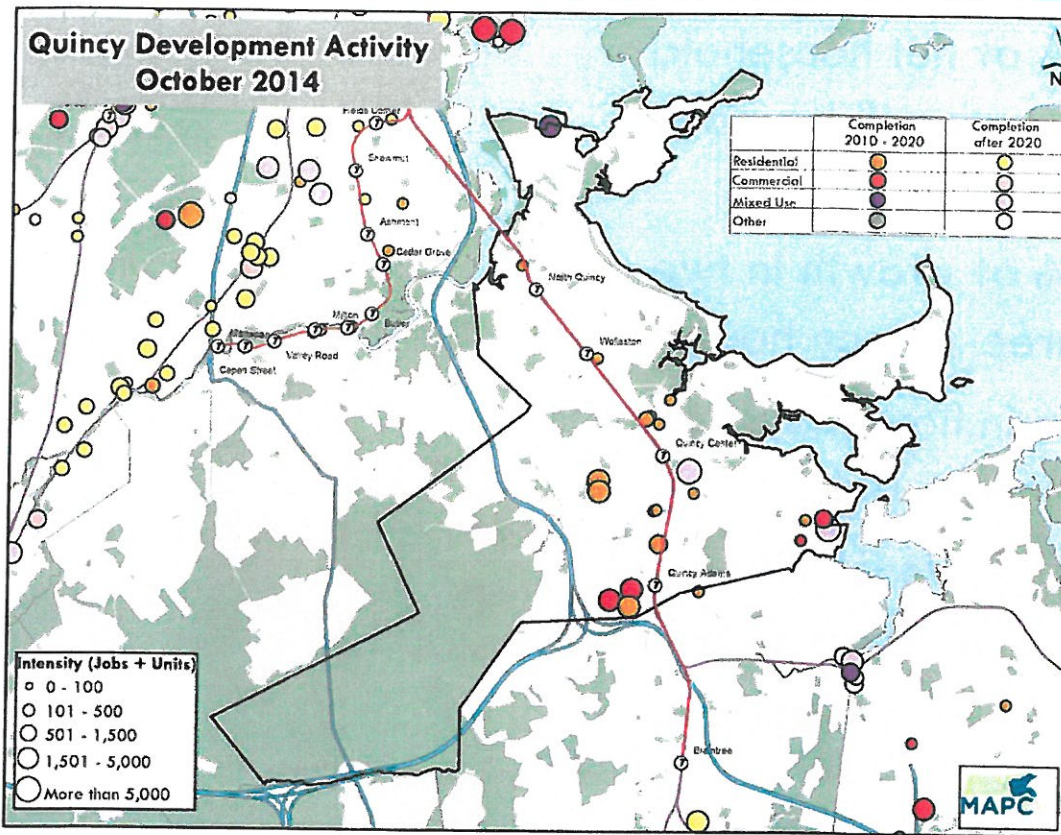 Quincy Development Activity
October 2014
N
Completion
2010 - 2020
Completion
after 2020
Residential
Commercial
Mixed Use
Other
Fields Corner
Shawmut
Ashmont
Cedar Grove
North Quincy
Milton
Butler
Valley Road
Capen Street
Wollaston
Quincy Center
Quincy Adams
Braintree
Intensity (Jobs + Units)
0 - 100
101 - 500
501 - 1,500
1,501 - 5,000
More than 5,000
MAPC